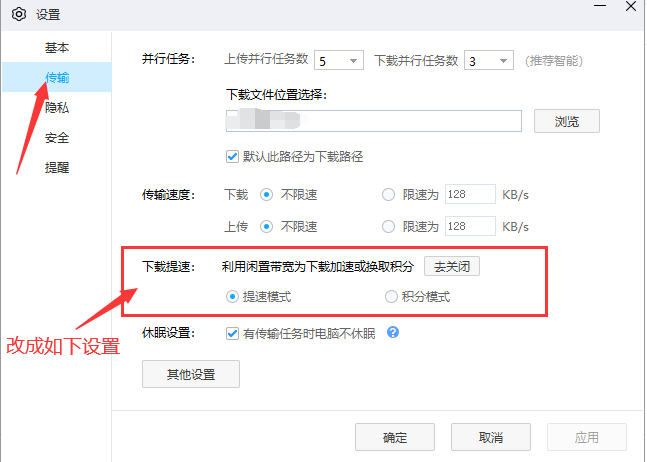 设置
基本
传输
隐私
安全
提醒
并行任务： 上传并行任务数 5 下载并行任务数 3 (推荐智能)
下载文件位置选择：
浏览
默认此路径为下载路径
传输速度： 下载 不限速 限速为 128 KB/s
上传 不限速 限速为 128 KB/s
下载提速： 利用闲置带宽为下载加速或换取积分 去关闭
提速模式 积分模式
改成如下设置
休眠设置： 有传输任务时电脑不休眠 ?
其他设置
确定 取消 应用